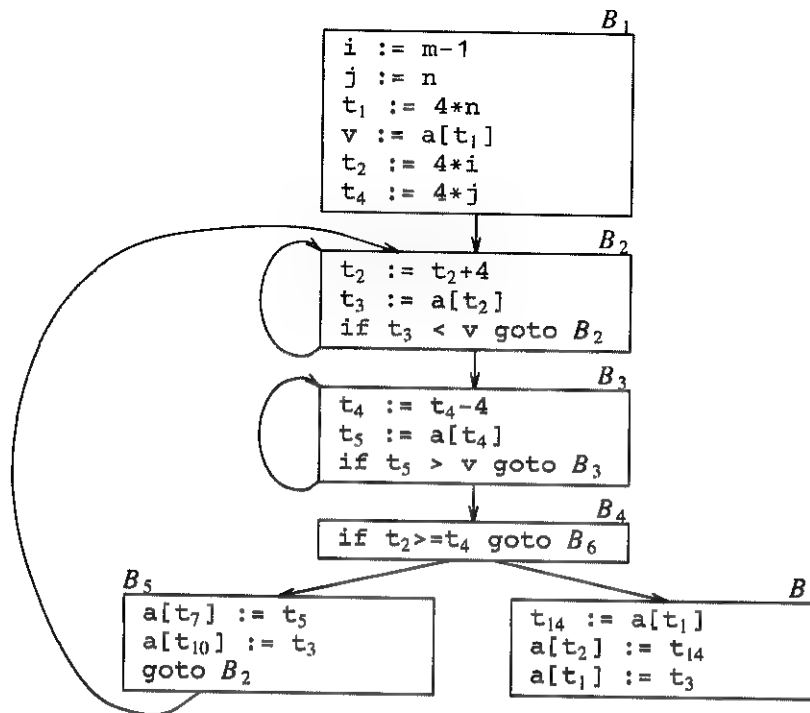 B₁
i := m-1
j := n
t₁ := 4*n
v := a[t₁]
t₂ := 4*i
t₄ := 4*j
B₂
t₂ := t₂+4
t₃ := a[t₂]
if t₃ < v goto B₂
B₃
t₄ := t₄-4
t₅ := a[t₄]
if t₅ > v goto B₃
B₄
if t₂>=t₄ goto B₆
B₅
a[t₇] := t₅
a[t₁₀] := t₃
goto B₂
B
t₁₄ := a[t₁]
a[t₂] := t₁₄
a[t₁] := t₃